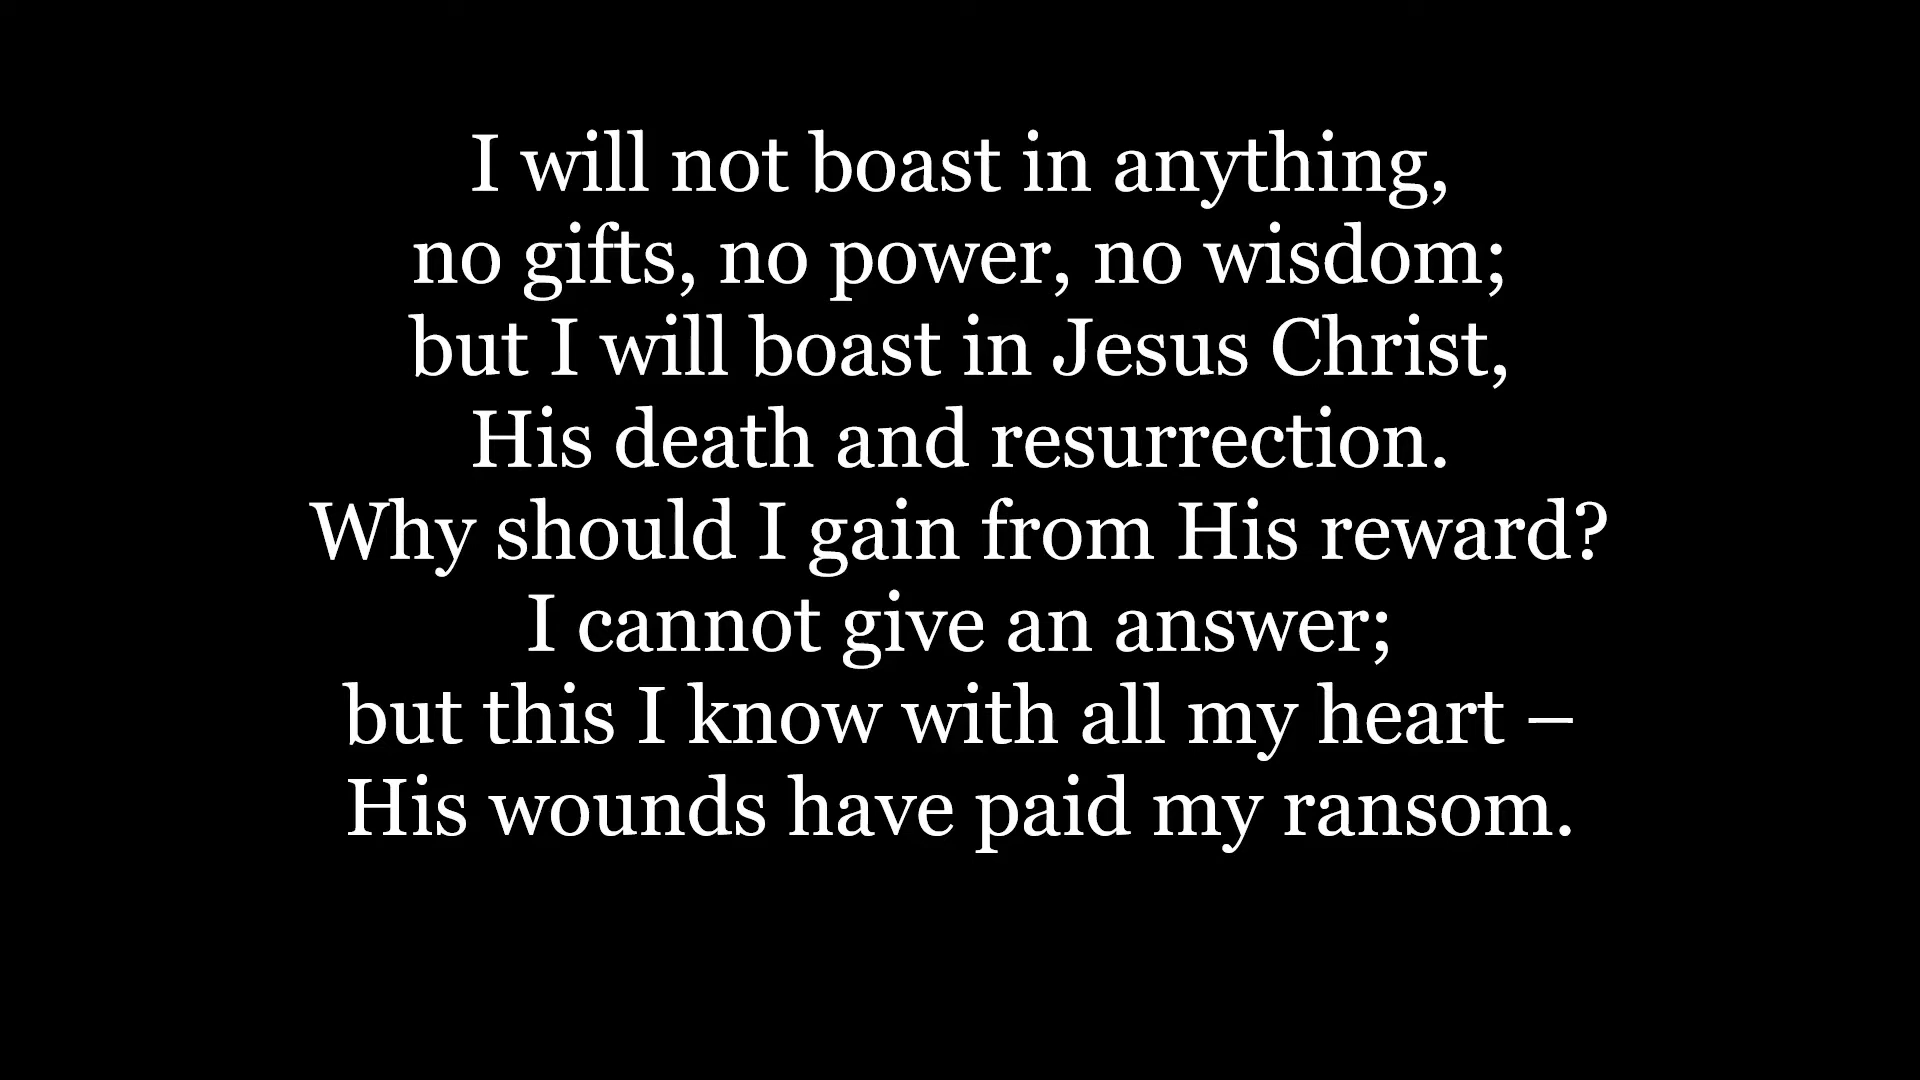 I will not boast in anything,
no gifts, no power, no wisdom;
but I will boast in Jesus Christ,
His death and resurrection.
Why should I gain from His reward?
I cannot give an answer;
but this I know with all my heart –
His wounds have paid my ransom.